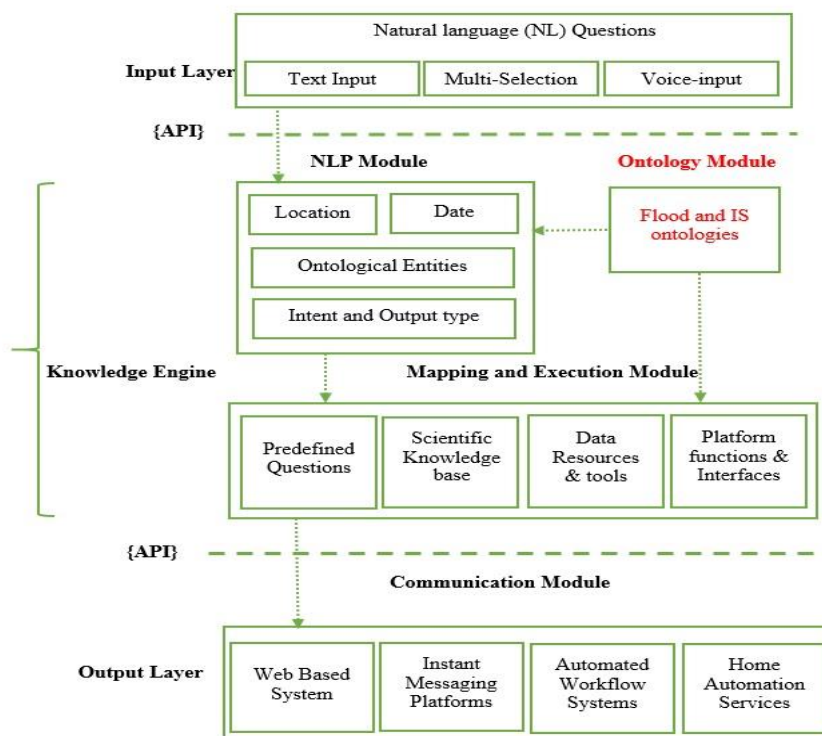 Natural language (NL) Questions
Input Layer
Text Input
Multi-Selection
Voice-input
{API}
NLP Module
Ontology Module
Location
Date
Flood and IS
ontologies
Ontological Entities
Intent and Output type
Knowledge Engine
Mapping and Execution Module
Predefined
Questions
Scientific
Knowledge
base
Data
Resources
& tools
Platform
functions &
Interfaces
{API}
Communication Module
Output Layer
Web Based
System
Instant
Messaging
Platforms
Automated
Workflow
Systems
Home
Automation
Services